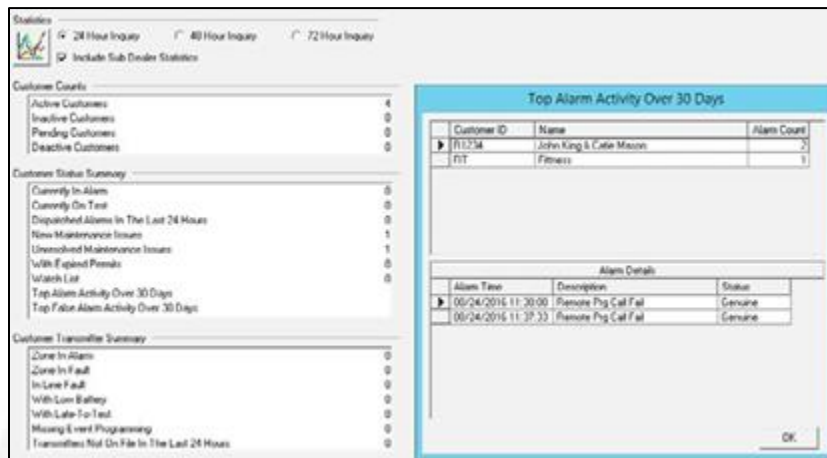 Statistics
24 Hour Inquiry 48 Hour Inquiry 72 Hour Inquiry
Include Sub Dealer Statistics
Customer Counts
Active Customers 4
Inactive Customers 0
Pending Customers 0
Deactive Customers 0
Customer Status Summary
Currently In Alarm 0
Currently On Test 0
Dispatched Alarms In The Last 24 Hours 0
New Maintenance Issues 1
Unresolved Maintenance Issues 1
With Expired Permits 0
Watch List 0
Top Alarm Activity Over 30 Days
Top False Alarm Activity Over 30 Days
Customer Transmitter Summary
Zone In Alarm 0
Zone In Fault 0
In Line Fault 0
With Low Battery 0
With Late-To-Test 0
Missing Event Programming 0
Transmitters Not On File In The Last 24 Hours 0
Top Alarm Activity Over 30 Days
Customer ID Name Alarm Count
John King & Catie Mason 2
FIT Fitness 1
Alarm Details
Alarm Time Description Status
11:30:00 Remote Prg Call Fail Genuine
11:37:33 Remote Prg Call Fail Genuine
OK